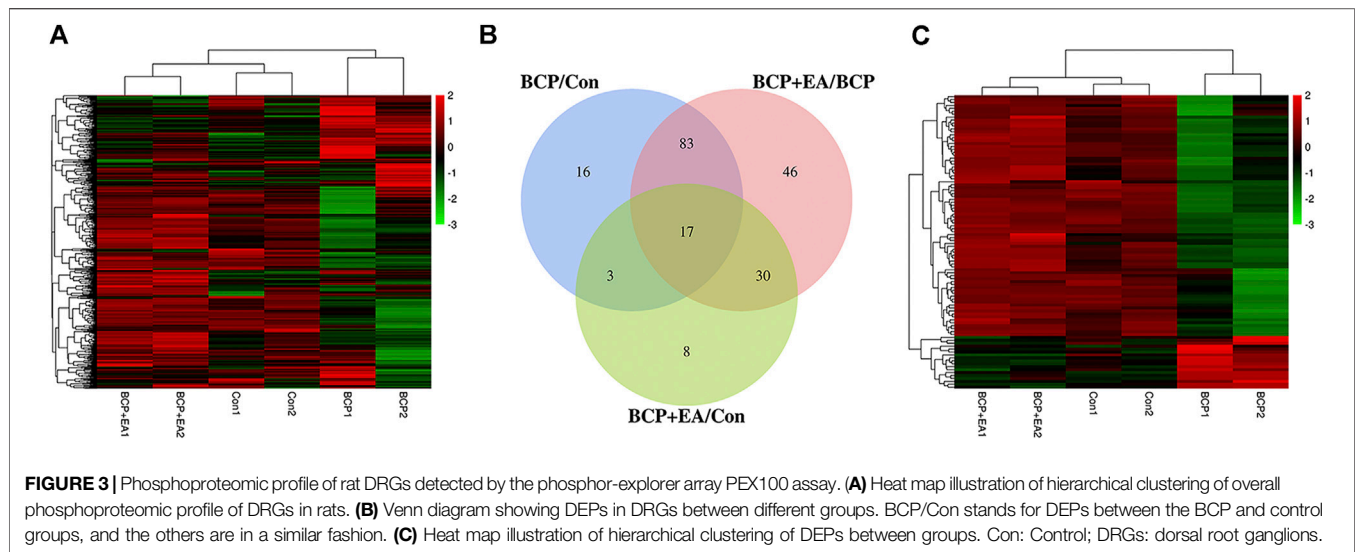 A
B
C
BCP/Con
BCP+EA/BCP
BCP+EA/Con
16
83
46
17
3
30
8
2
1
0
-1
-2
-3
BCP+EA1
BCP+EA2
Con1
Con2
BCP1
BCP2
2
1
0
-1
-2
-3
BCP+EA1
BCP+EA2
Con1
Con2
BCP1
BCP2
FIGURE 3 | Phosphoproteomic profile of rat DRGs detected by the phosphor-explorer array PEX100 assay. (A) Heat map illustration of hierarchical clustering of overall
phosphoproteomic profile of DRGs in rats. (B) Venn diagram showing DEPs in DRGs between different groups. BCP/Con stands for DEPs between the BCP and control
groups, and the others are in a similar fashion. (C) Heat map illustration of hierarchical clustering of DEPs between groups. Con: Control; DRGs: dorsal root ganglions.